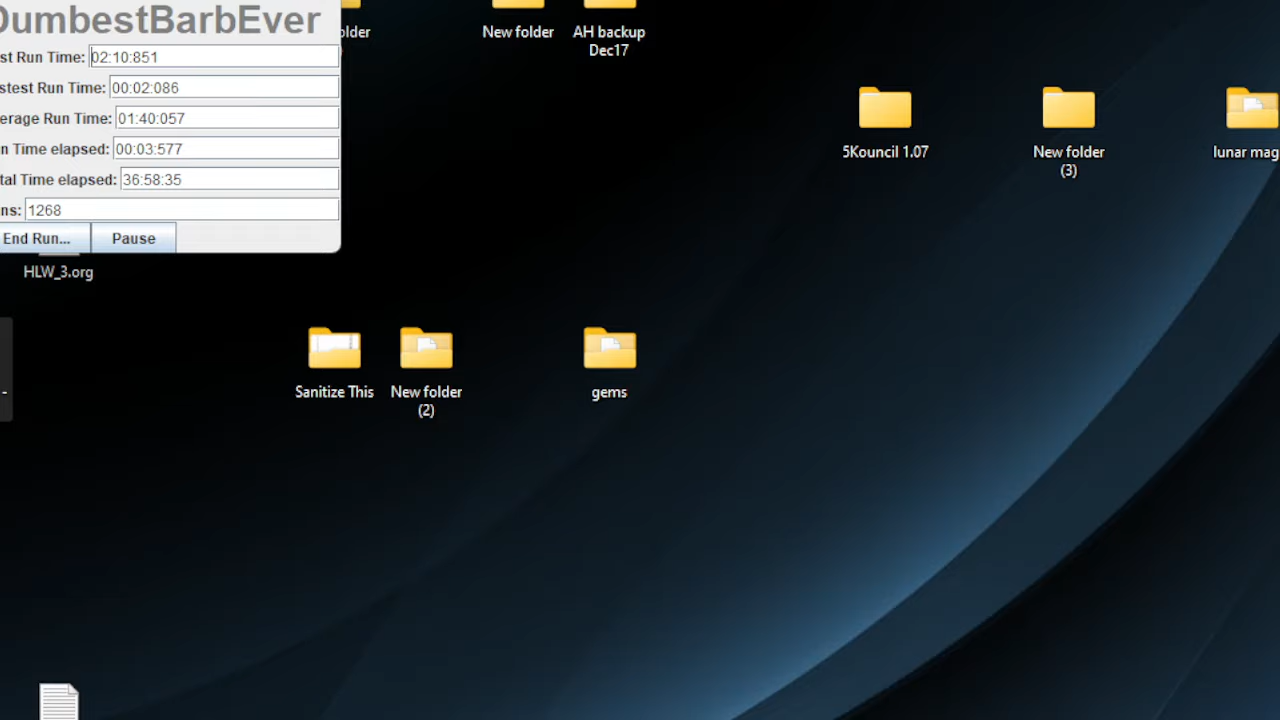 DumbestBarbEver
st Run Time: 02:10:851
stest Run Time: 00:02:086
erage Run Time: 01:40:057
n Time elapsed: 00:03:577
tal Time elapsed: 36:58:35
ns: 1268
End Run... Pause
older
New folder
AH backup
Dec17
5Kouncil 1.07
New folder
(3)
lunar mag
HLW_3.org
-
Sanitize This
New folder
(2)
gems